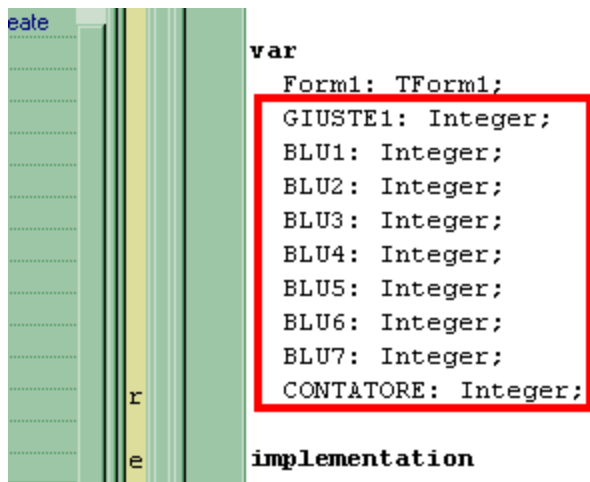 eate
var
Form1: TForm1;
GIUSTE1: Integer;
BLU1: Integer;
BLU2: Integer;
BLU3: Integer;
BLU4: Integer;
BLU5: Integer;
BLU6: Integer;
BLU7: Integer;
CONTATORE: Integer;
r
e
implementation